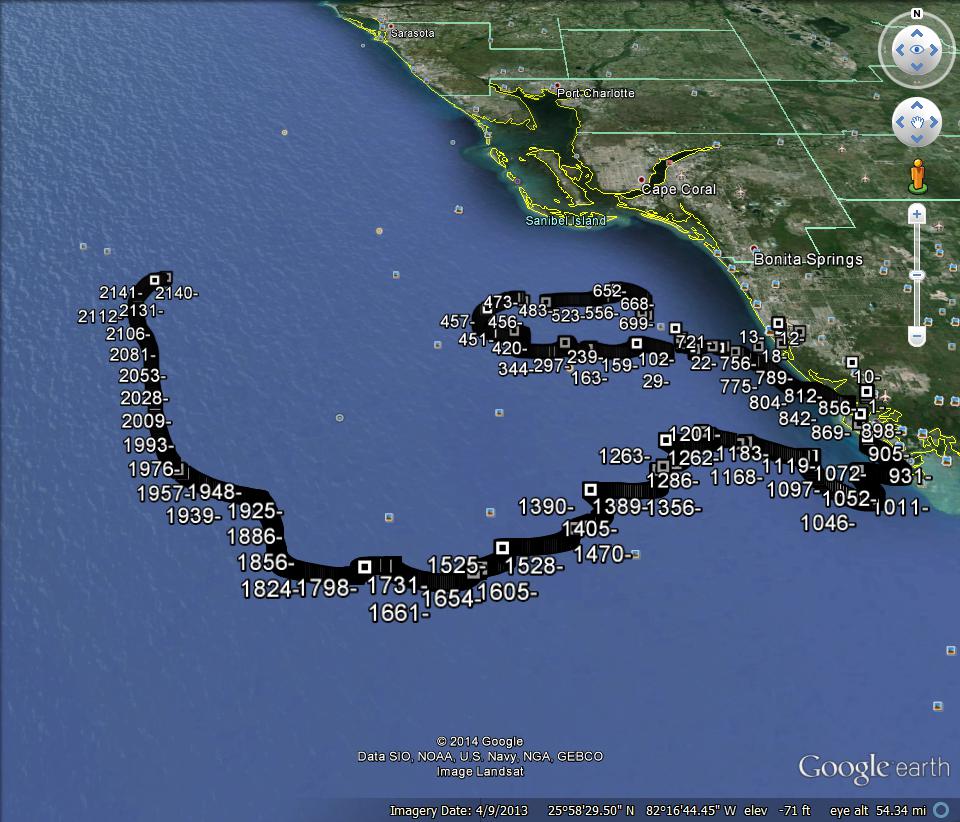 N
Sarasota
Port Charlotte
Cape Coral
Sanibel Island
Bonita Springs
2141- 2140-
2112- 2131-
2106-
2081-
2053-
2028-
2009-
1993-
1976-
1957- 1948-
1939- 1925-
1886-
1856-
1824- 1798- 1731-
1661- 1654- 1605-
1525- 1528-
1470-
1405-
1390- 1389- 1356-
1286-
1263- 1262-
1201- 1183-
1168- 1119-
1097- 1072-
1052- 1011-
1046-
652-
473- 483- 523- 556- 668-
457- 456- 699-
451- 420-
344- 297- 239- 159- 102-
163- 29-
721- 22- 756- 18-
13- 12-
775- 789-
804- 812-
842- 856- 1-
10-
869- 898-
905-
931-
© 2014 Google
Data SIO, NOAA, U.S. Navy, NGA, GEBCO
Image Landsat
Google earth
Imagery Date: 4/9/2013 25°58'29.50" N 82°16'44.45" W elev -71 ft eye alt 54.34 mi